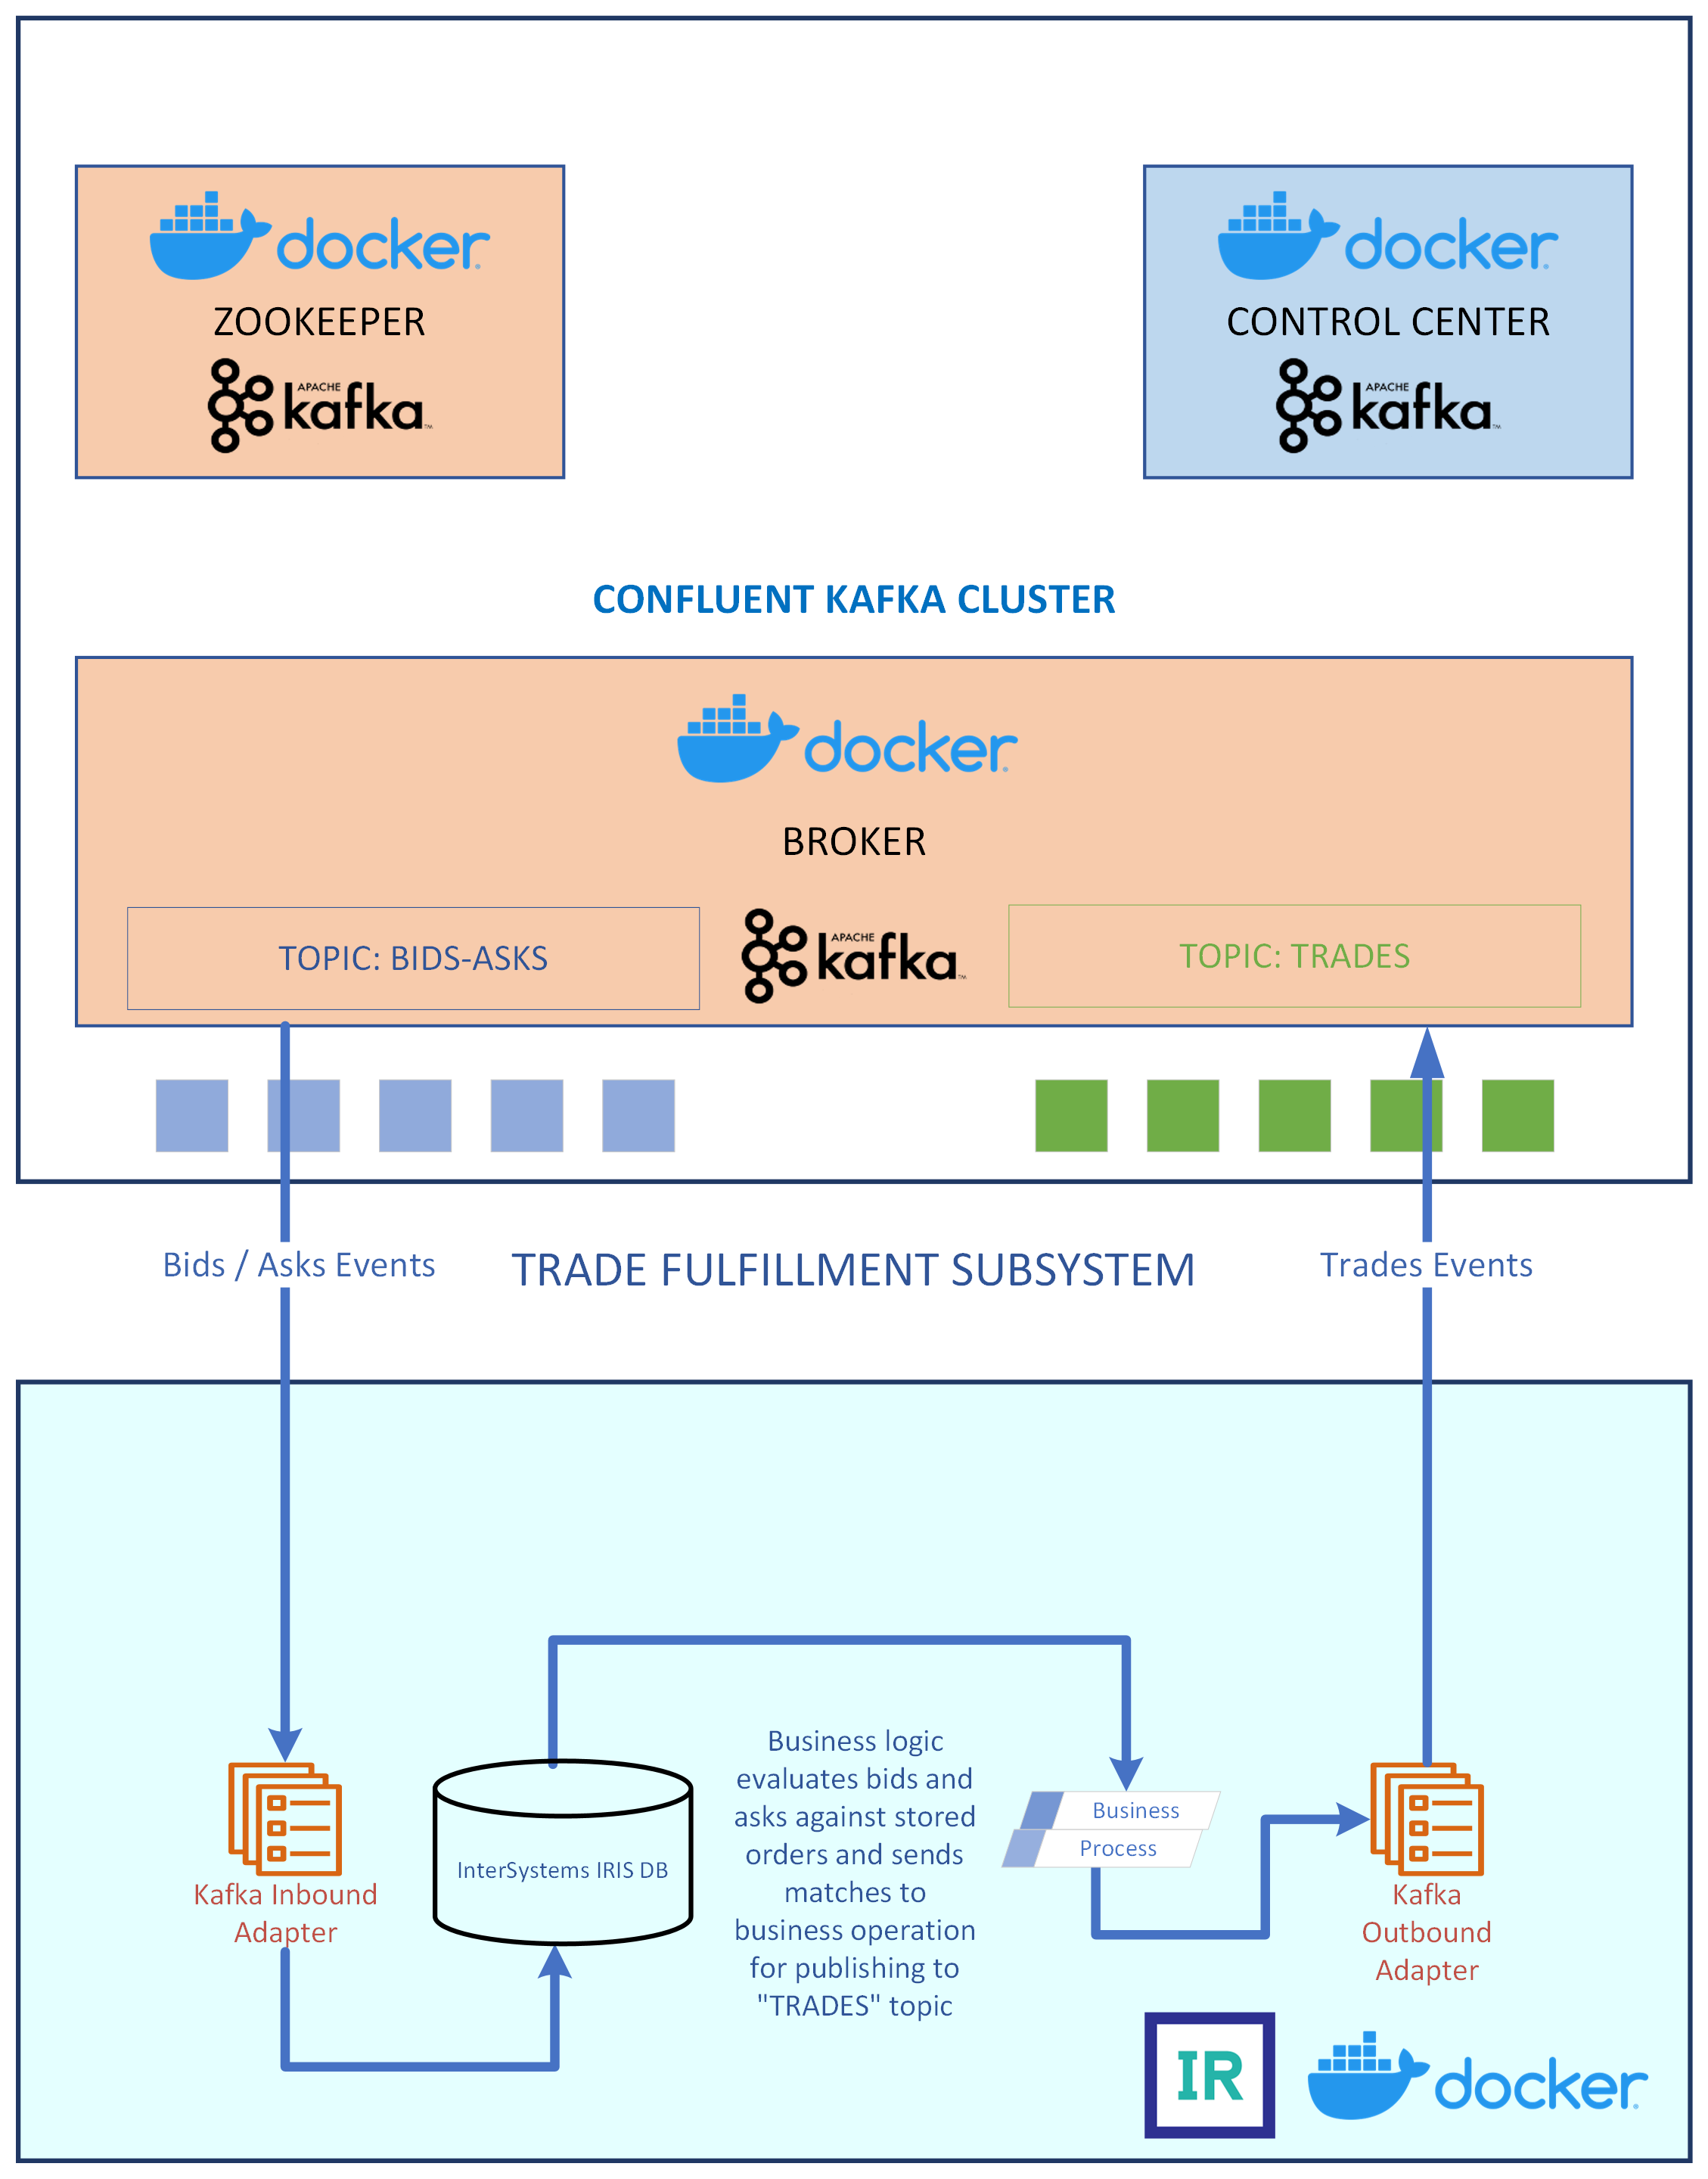 docker
ZOOKEEPER
APACHE
kafka™
docker
CONTROL CENTER
APACHE
kafka™
CONFLUENT KAFKA CLUSTER
docker
BROKER
TOPIC: BIDS-ASKS
APACHE
kafka™
TOPIC: TRADES
Bids / Asks Events
TRADE FULFILLMENT SUBSYSTEM
Trades Events
Kafka Inbound
Adapter
InterSystems IRIS DB
Business logic
evaluates bids and
asks against stored
orders and sends
matches to
business operation
for publishing to
"TRADES" topic
Business
Process
Kafka
Outbound
Adapter
IR
docker